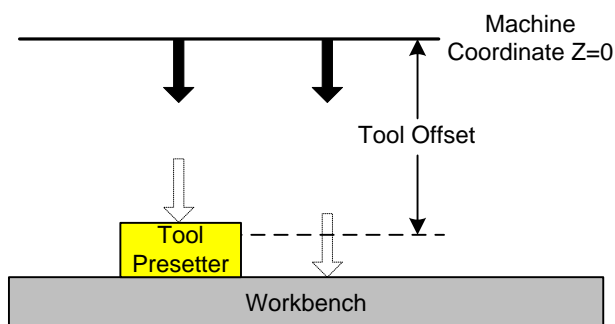 Machine
Coordinate Z=0
Tool Offset
Tool
Presetter
Workbench